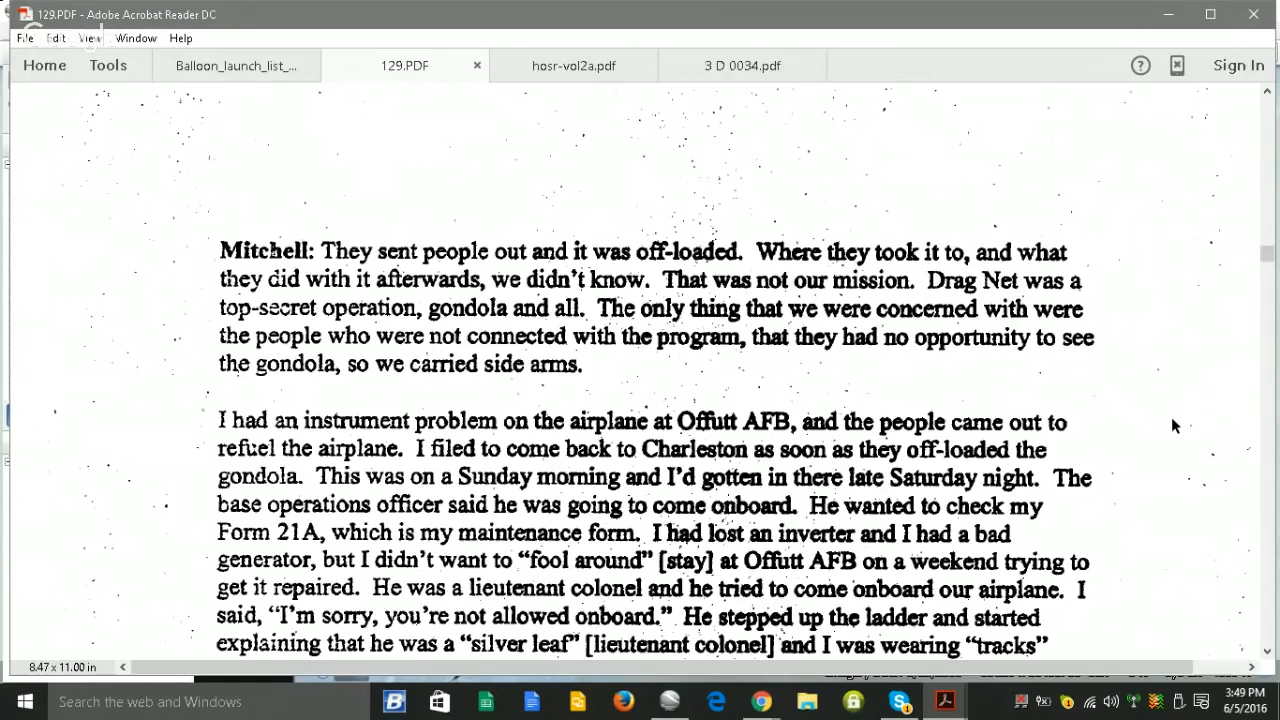 129.PDF - Adobe Acrobat Reader DC
Google
File Edit View Window Help
Home Tools Balloon_launch_list_... 129.PDF × hosr-vol2a.pdf 3 D 0034.pdf ? Sign In
Mitchell: They sent people out and it was off-loaded. Where they took it to, and what
they did with it afterwards, we didn't know. That was not our mission. Drag Net was a
top-secret operation, gondola and all. The only thing that we were concerned with were
the people who were not connected with the program, that they had no opportunity to see
the gondola, so we carried side arms.
I had an instrument problem on the airplane at Offutt AFB, and the people came out to
refuel the airplane. I filed to come back to Charleston as soon as they off-loaded the
gondola. This was on a Sunday morning and I'd gotten in there late Saturday night. The
base operations officer said he was going to come onboard. He wanted to check my
Form 21A, which is my maintenance form. I had lost an inverter and I had a bad
generator, but I didn't want to "fool around" [stay] at Offutt AFB on a weekend trying to
get it repaired. He was a lieutenant colonel and he tried to come onboard our airplane. I
said, "I'm sorry, you're not allowed onboard." He stepped up the ladder and started
explaining that he was a "silver leaf" [lieutenant colonel] and I was wearing "tracks"
8.47 x 11.00 in
Search the web and Windows
3:49 PM
6/5/2016